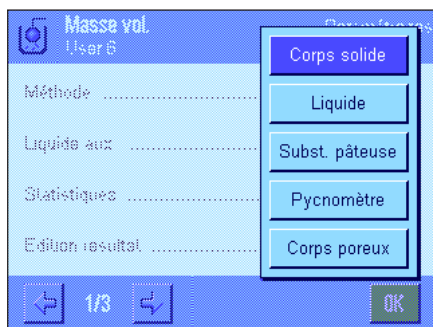 Masse vol.
Paramètres
User 6
Méthode ....................
Liquide aux ................
Statistiques ...............
Edition résultat ...........
Corps solide
Liquide
Subst. pâteuse
Pycnomètre
Corps poreux
1/3
OK